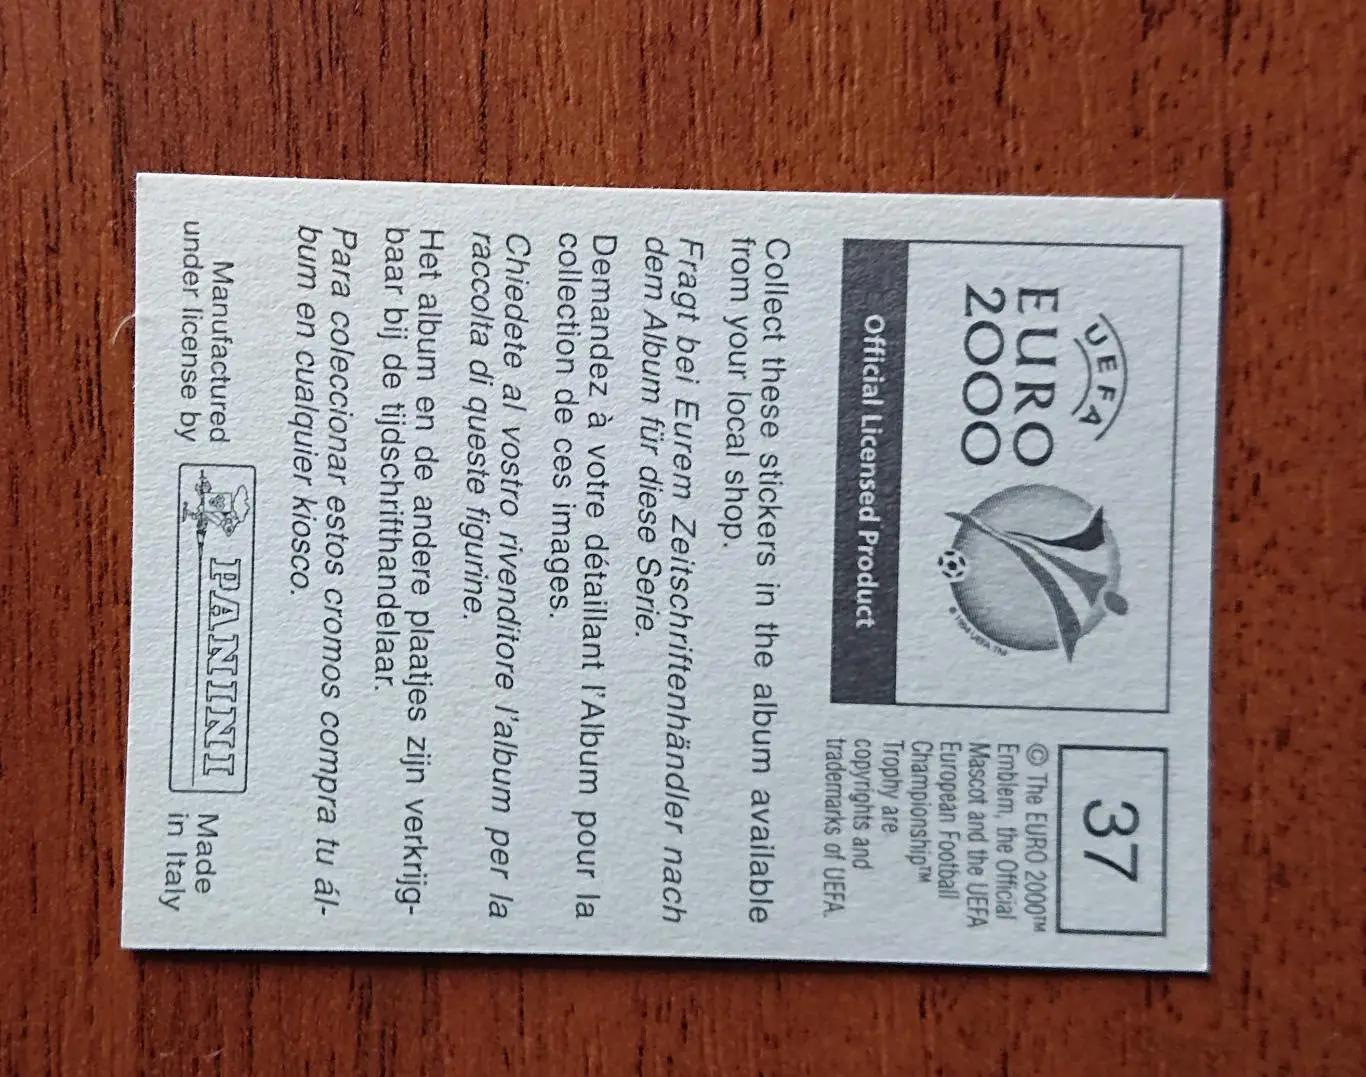 UEFA
EURO
2000
© 1994 UEFA TM
Official Licensed Product
37
© The EURO 2000™
Emblem, the Official
Mascot and the UEFA
European Football
Championship™
Trophy are
copyrights and
trademarks of UEFA.
Collect these stickers in the album available
from your local shop.
Fragt bei Eurem Zeitschriftenhändler nach
dem Album für diese Serie.
Demandez à votre détaillant l'Album pour la
collection de ces images.
Chiedete al vostro rivenditore l'album per la
raccolta di queste figurine.
Het album en de andere plaatjes zijn verkrijg-
baar bij de tijdschrifthandelaar.
Para coleccionar estos cromos compra tu ál-
bum en cualquier kiosco.
Manufactured
under license by
PANINI
Made
in Italy